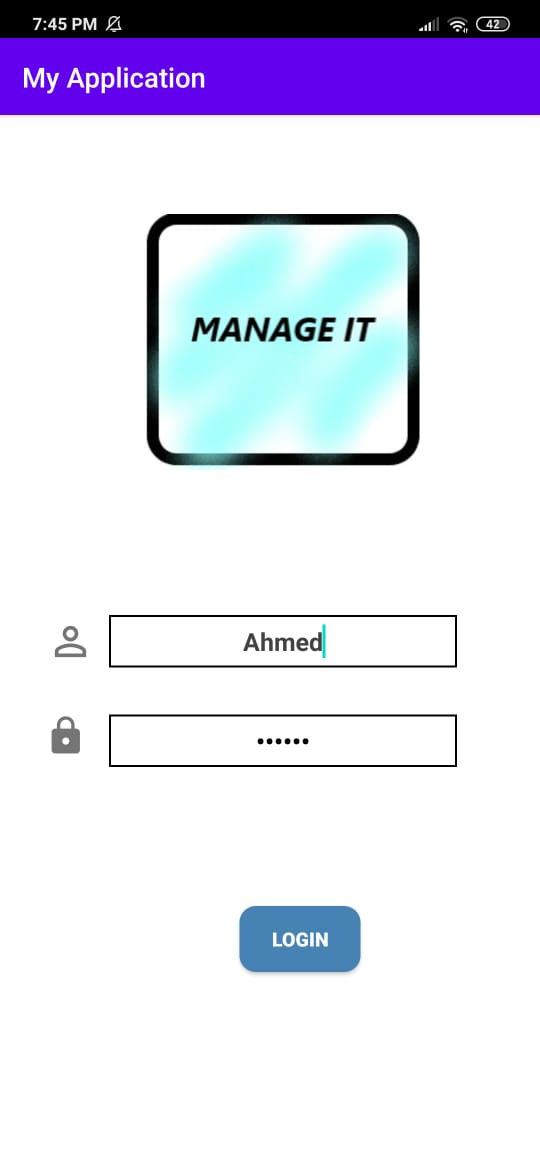 7:45 PM
42
My Application
MANAGE IT
Ahmed
••••••
LOGIN